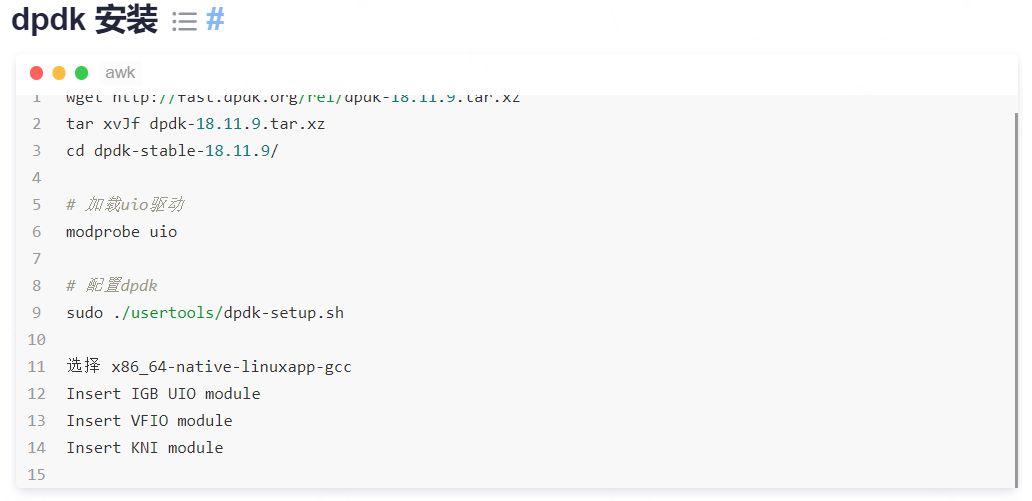 dpdk 安装 #
awk
1 wget http://fast.dpdk.org/rel/dpdk-18.11.9.tar.xz
2 tar xvJf dpdk-18.11.9.tar.xz
3 cd dpdk-stable-18.11.9/
4
5 # 加载uio驱动
6 modprobe uio
7
8 # 配置dpdk
9 sudo ./usertools/dpdk-setup.sh
10
11 选择 x86_64-native-linuxapp-gcc
12 Insert IGB UIO module
13 Insert VFIO module
14 Insert KNI module
15